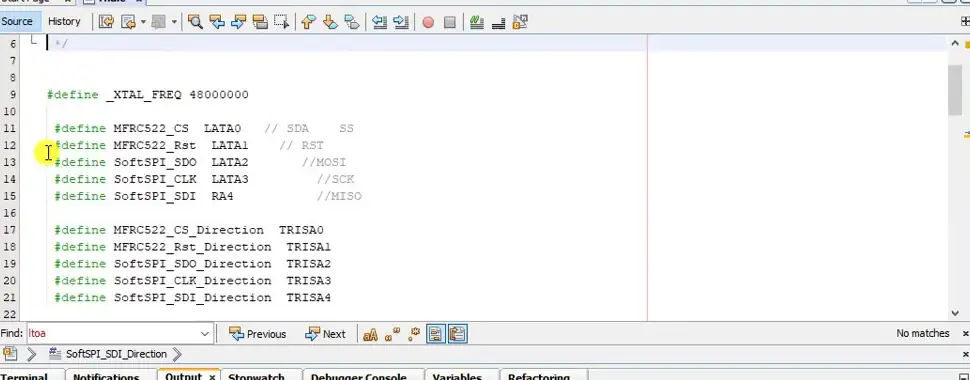 Source History
6 */
7
8
9 #define _XTAL_FREQ 48000000
10
11 #define MFRC522_CS LATA0 // SDA SS
12 #define MFRC522_Rst LATA1 // RST
13 #define SoftSPI_SDO LATA2 //MOSI
14 #define SoftSPI_CLK LATA3 //SCK
15 #define SoftSPI_SDI RA4 //MISO
16
17 #define MFRC522_CS_Direction TRISA0
18 #define MFRC522_Rst_Direction TRISA1
19 #define SoftSPI_SDO_Direction TRISA2
20 #define SoftSPI_CLK_Direction TRISA3
21 #define SoftSPI_SDI_Direction TRISA4
22
Find: ltoa Previous Next aA No matches
SoftSPI_SDI_Direction
Terminal Notifications Output x Stopwatch Debugger Console Variables Refactoring